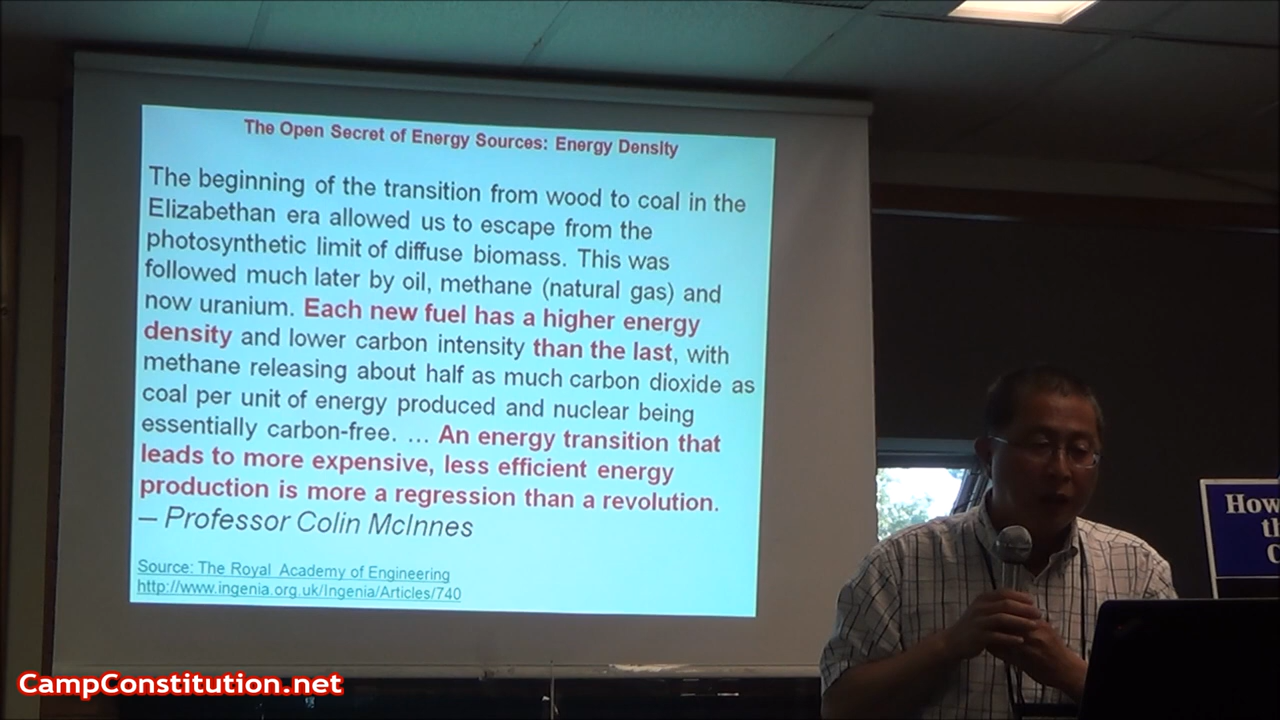 The Open Secret of Energy Sources: Energy Density
The beginning of the transition from wood to coal in the
Elizabethan era allowed us to escape from the
photosynthetic limit of diffuse biomass. This was
followed much later by oil, methane (natural gas) and
now uranium. Each new fuel has a higher energy
density and lower carbon intensity than the last, with
methane releasing about half as much carbon dioxide as
coal per unit of energy produced and nuclear being
essentially carbon-free. ... An energy transition that
leads to more expensive, less efficient energy
production is more a regression than a revolution.
— Professor Colin McInnes
Source: The Royal Academy of Engineering
http://www.ingenia.org.uk/Ingenia/Articles/740
How
CampConstitution.net